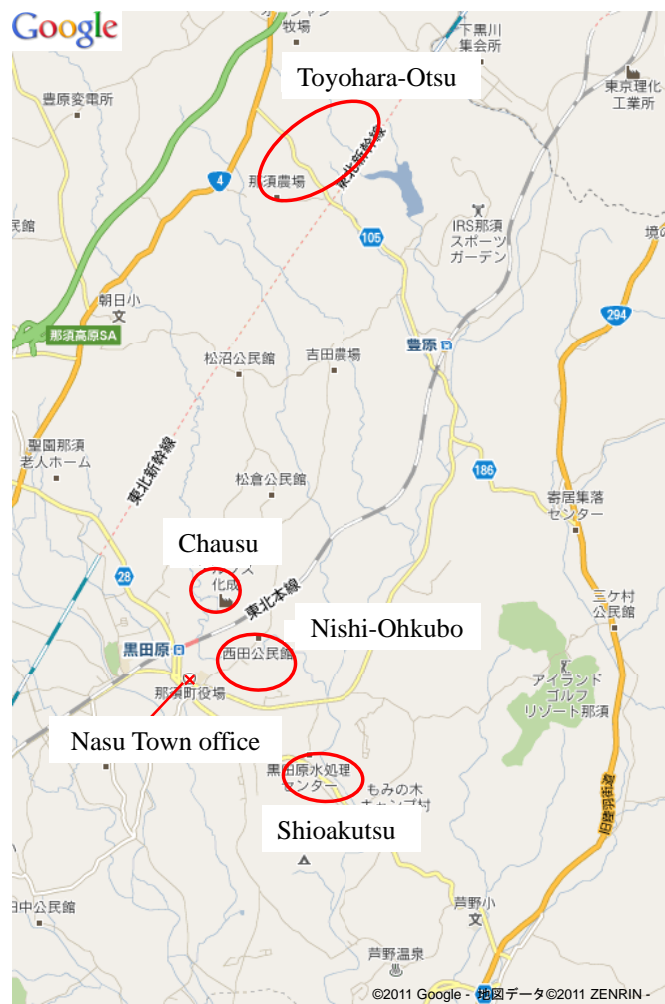 Google
牧場
下黒川
集会所
東京理化
工業所
豊原変電所
Toyohara-Otsu
東北新幹線
4
那須農場
民館
105
IRS那須
スポーツ
ガーデン
境の
朝日小
文
294
那須高原SA
豊原
松沼公民館
吉田農場
聖園那須
老人ホーム
東北新幹線
186
松倉公民館
寄居集落
センター
Chausu
化成
28
東北本線
三ケ村
公民館
Nishi-Ohkubo
黒田原
西田公民館
アイランド
ゴルフ
リゾート那須
那須町役場
Nasu Town office
黒田原水処理
センター
もみの木
キャンプ村
旧陸羽街道
Shioakutsu
芦野小
文
田中公民館
芦野温泉
©2011 Google - 地図データ©2011 ZENRIN -